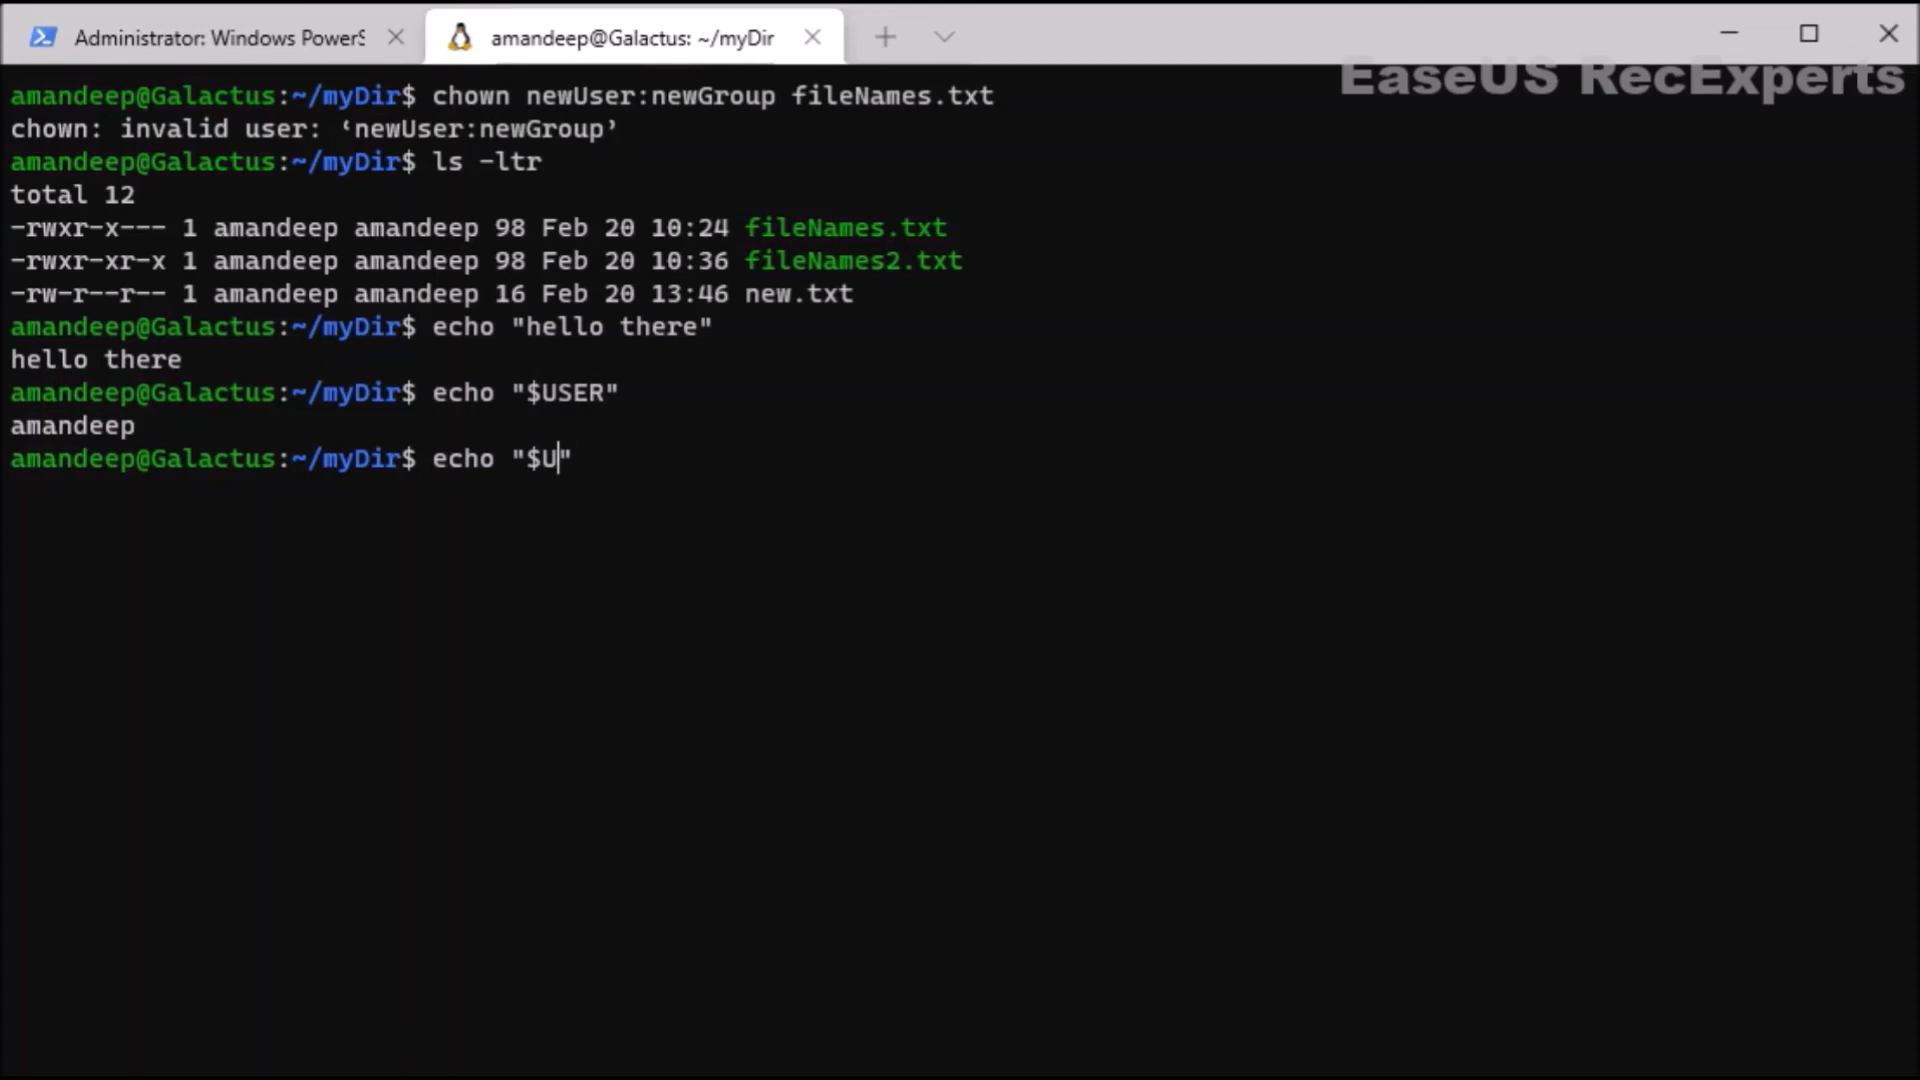 Administrator: Windows PowerS
amandeep@Galactus: ~/myDir
EaseUS RecExperts
amandeep@Galactus:~/myDir$ chown newUser:newGroup fileNames.txt
chown: invalid user: ‘newUser:newGroup’
amandeep@Galactus:~/myDir$ ls -ltr
total 12
-rwxr-x--- 1 amandeep amandeep 98 Feb 20 10:24 fileNames.txt
-rwxr-xr-x 1 amandeep amandeep 98 Feb 20 10:36 fileNames2.txt
-rw-r--r-- 1 amandeep amandeep 16 Feb 20 13:46 new.txt
amandeep@Galactus:~/myDir$ echo "hello there"
hello there
amandeep@Galactus:~/myDir$ echo "$USER"
amandeep
amandeep@Galactus:~/myDir$ echo "$U"